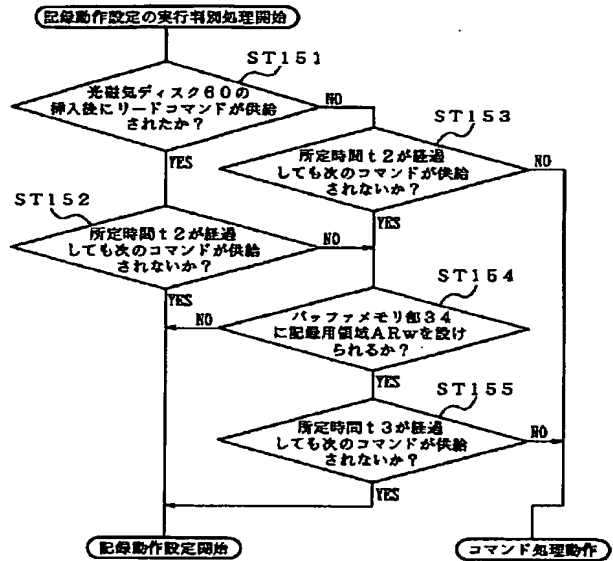 記録動作設定の実行判別処理開始
ST151
光磁気ディスク60の
挿入後にリードコマンドが供給
されたか?
NO
YES
ST153
所定時間t2が経過
しても次のコマンドが供給
されないか?
NO
YES
ST152
所定時間t2が経過
しても次のコマンドが供給
されないか?
NO
YES
ST154
バッファメモリ部34
に記録用領域ARwを設け
られるか?
NO
YES
ST155
所定時間t3が経過
しても次のコマンドが供給
されないか?
NO
YES
記録動作設定開始
コマンド処理動作